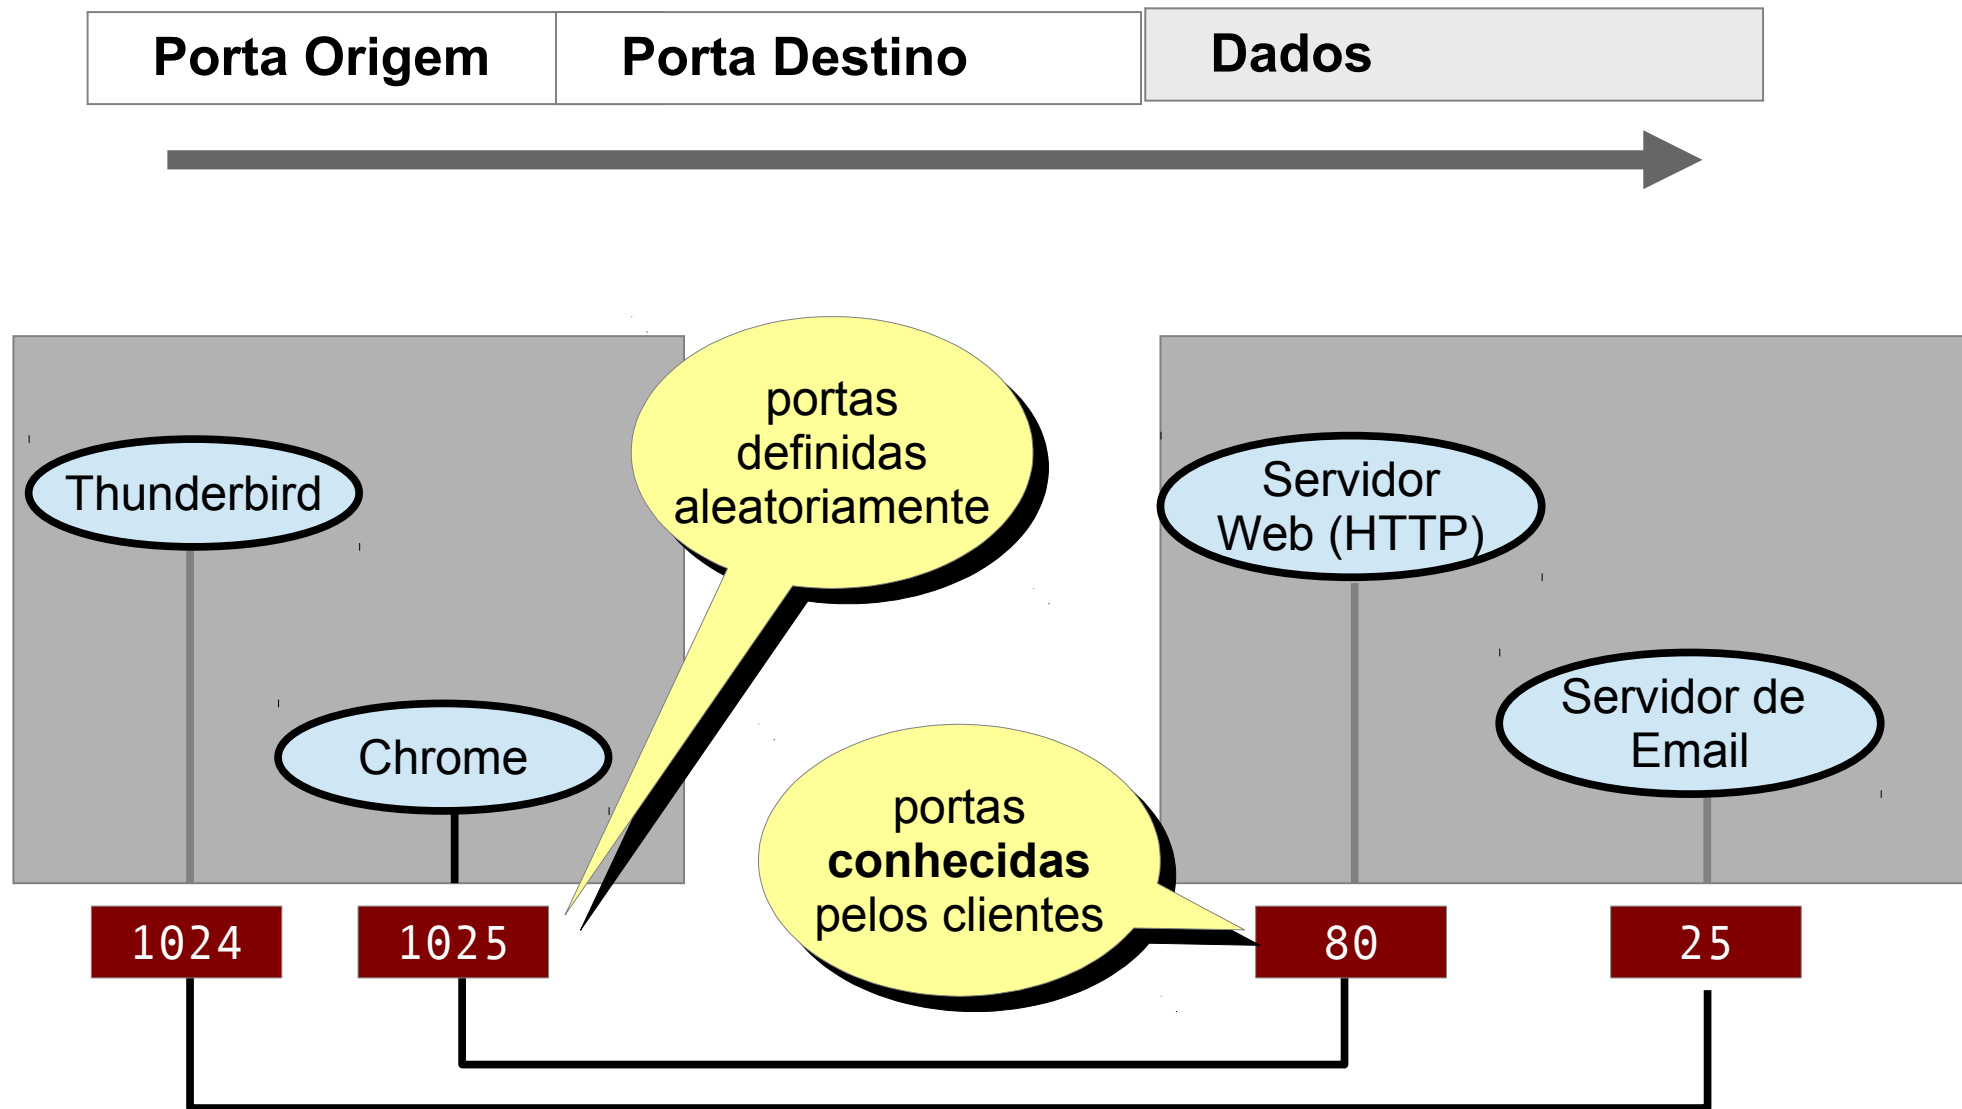 Porta Origem
Porta Destino
Dados
portas
definidas
aleatoriamente
Thunderbird
Servidor
Web (HTTP)
Chrome
Servidor de
Email
portas
conhecidas
pelos clientes
1024
1025
80
25